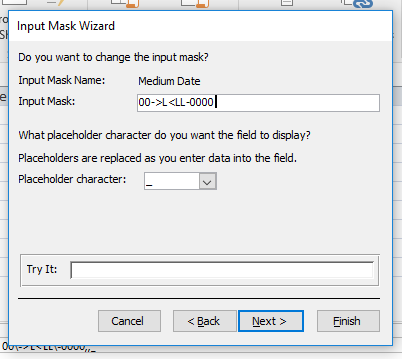 Input Mask Wizard
Do you want to change the input mask?
Input Mask Name: Medium Date
Input Mask: 00->L<LL-0000
What placeholder character do you want the field to display?
Placeholders are replaced as you enter data into the field.
Placeholder character: _
Try It:
Cancel < Back Next > Finish
00\->L<LL\-0000;;_